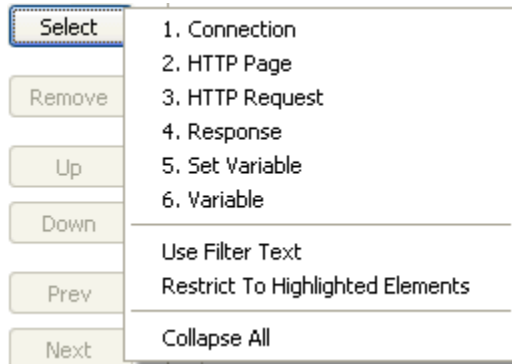 Select
Remove
Up
Down
Prev
Next
1. Connection
2. HTTP Page
3. HTTP Request
4. Response
5. Set Variable
6. Variable
Use Filter Text
Restrict To Highlighted Elements
Collapse All